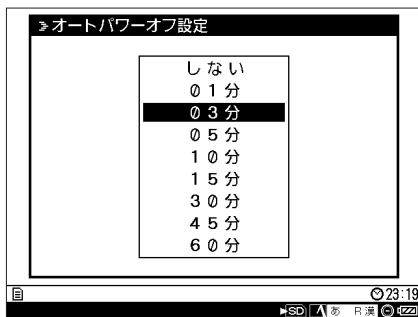 オートパワーオフ設定
しない
01分
03分
05分
10分
15分
30分
45分
60分
23:19
SD あ R漢